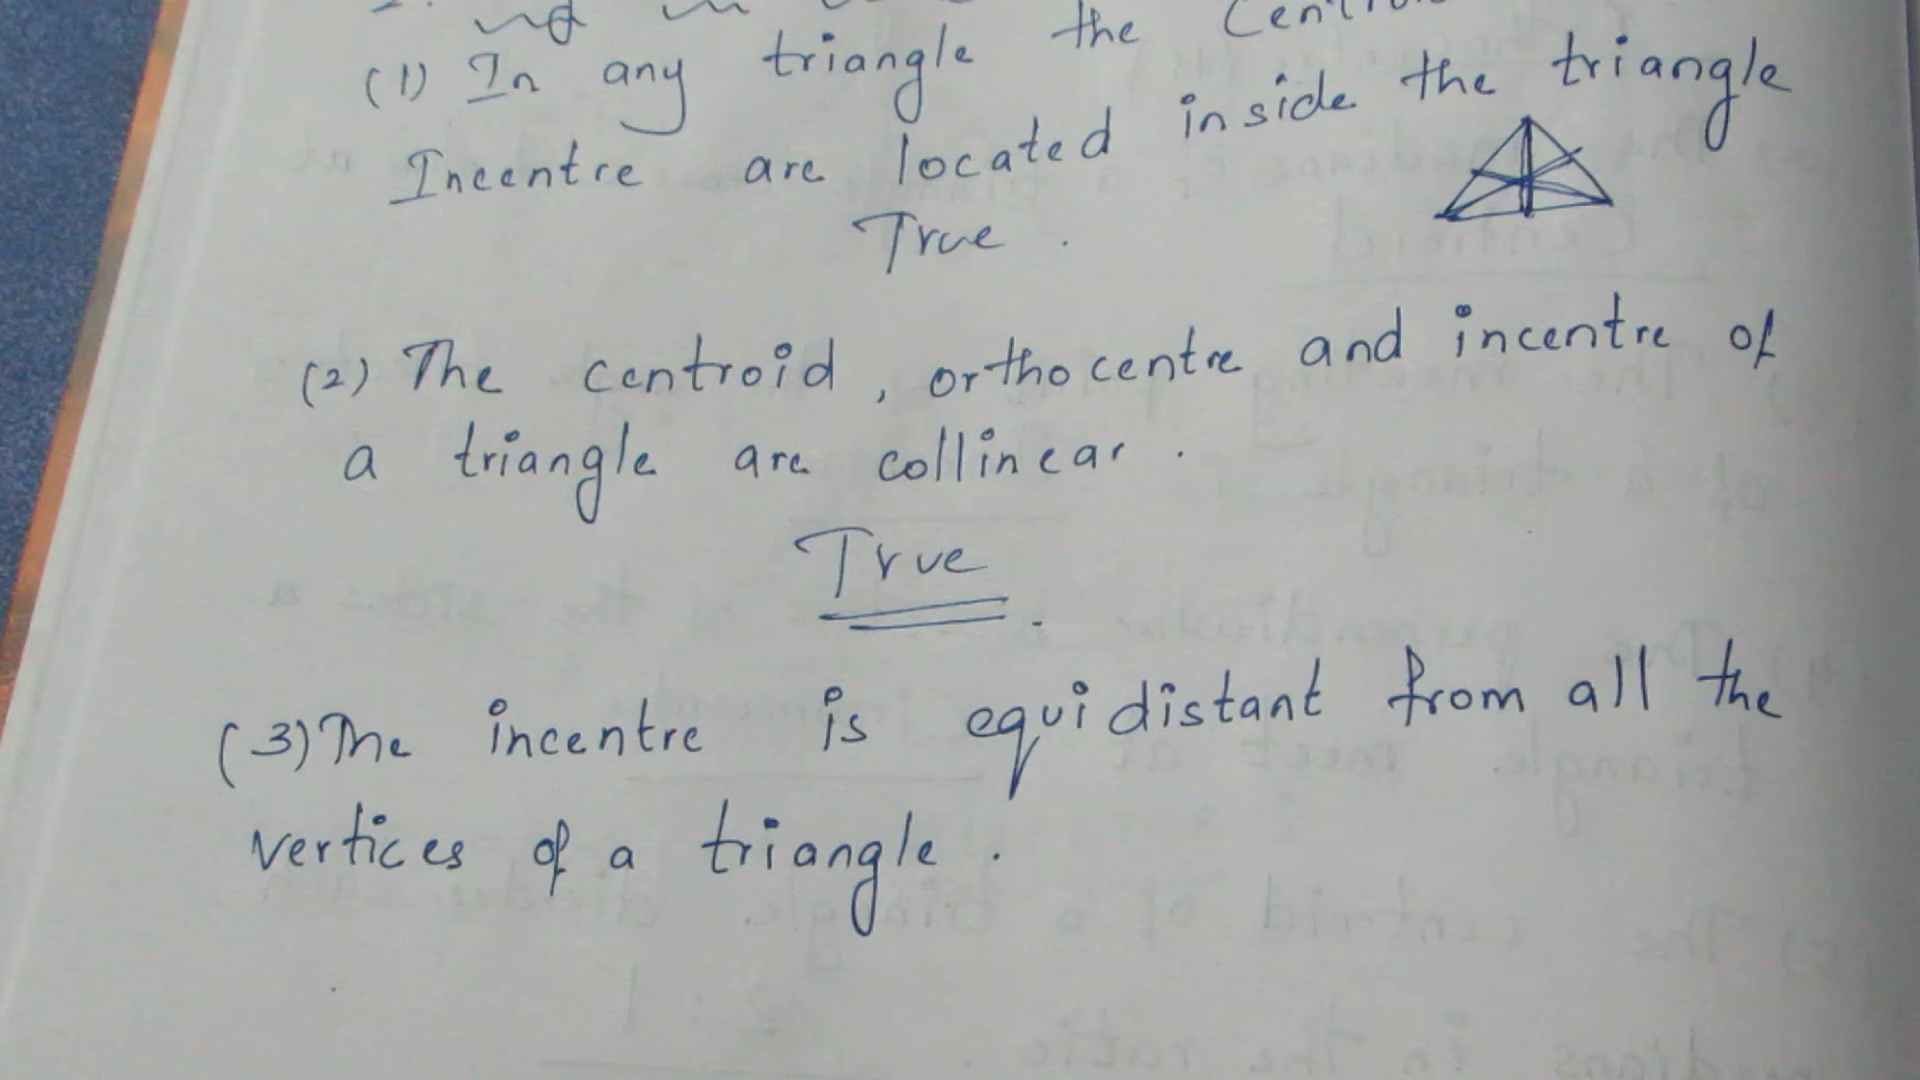 (1) In any triangle the
Incentre are located inside the triangle
True.
(2) The centroid, orthocentre and incentre of
a triangle are collinear.
True.
(3) The incentre is equidistant from all the
vertices of a triangle.